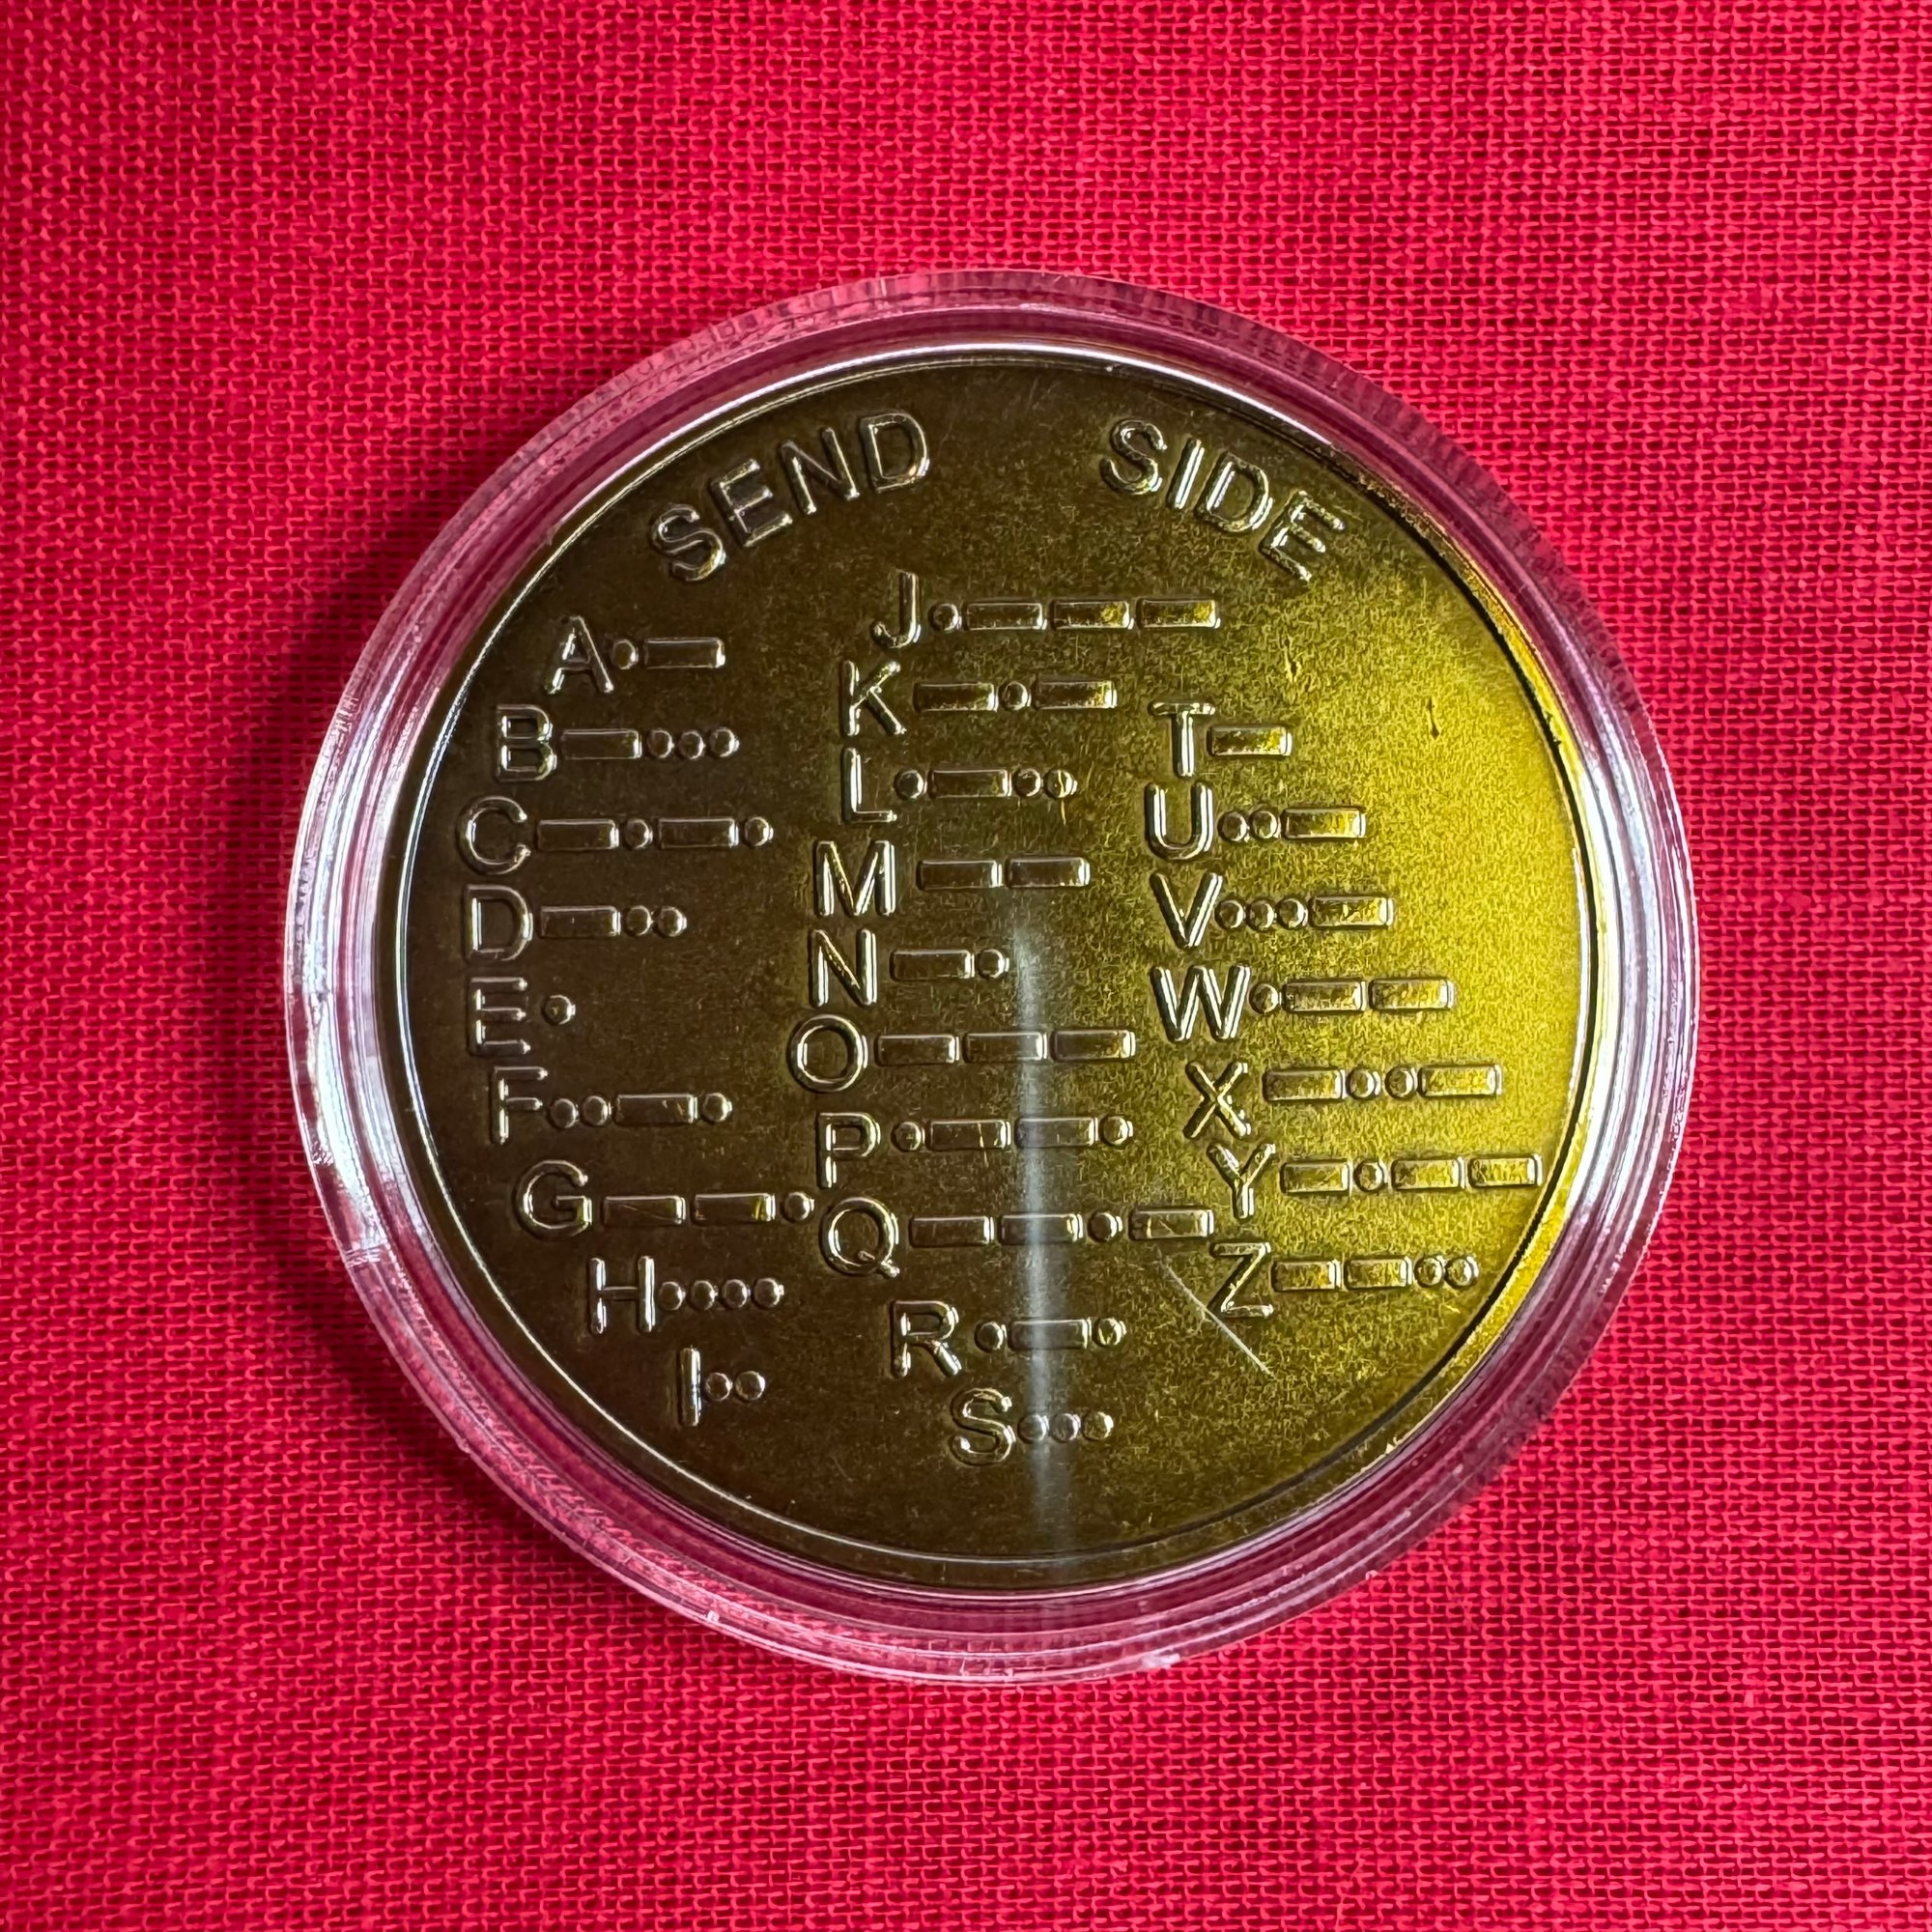 SEND SIDE
A•—
B—•••
C—•—•
D—••
E•
F••—•
G——•
H••••
I••
J•———
K—•—
L•—••
M——
N—•
O———
P•——•
Q——•—
R•—•
S•••
T—
U••—
V•••—
W•——
X—••—
Y—•——
Z——••